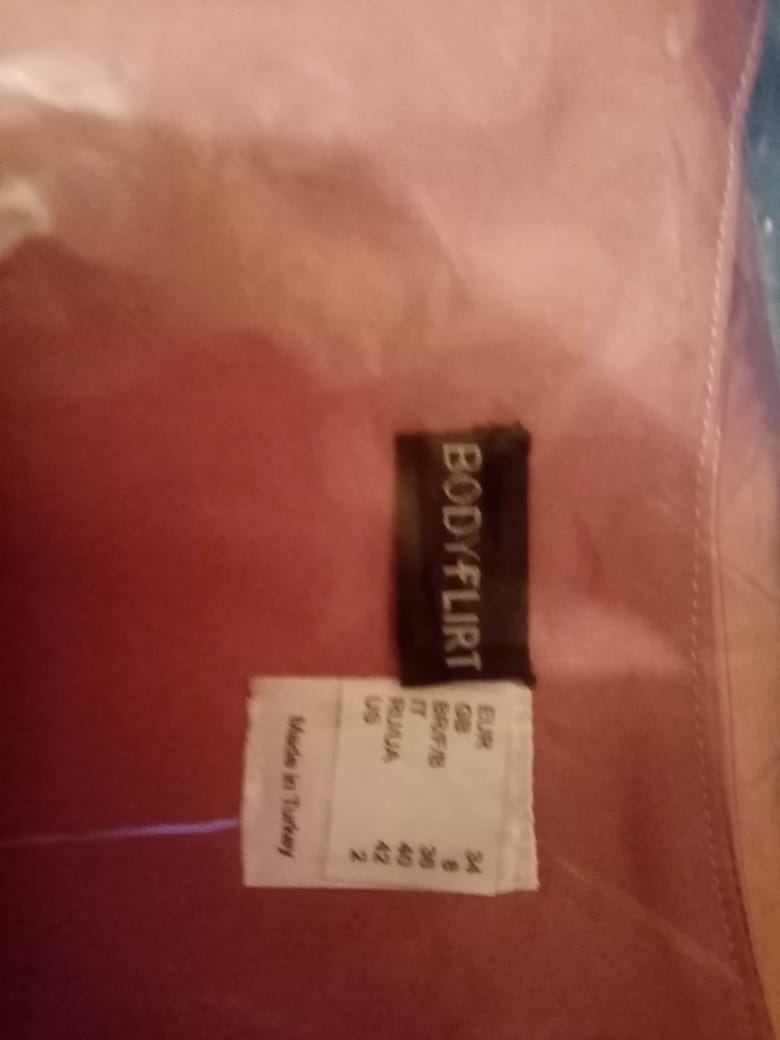 BODYFLIRT
EUR 34
GB 8
BR/F/B 36
IT 40
RU/UA 42
US 2
Made in Turkey